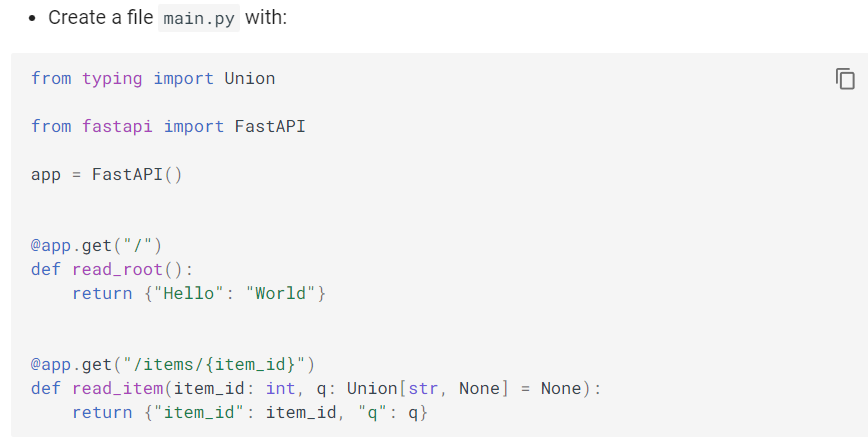 • Create a file main.py with:
from typing import Union
from fastapi import FastAPI
app = FastAPI()
@app.get("/")
def read_root():
    return {"Hello": "World"}
@app.get("/items/{item_id}")
def read_item(item_id: int, q: Union[str, None] = None):
    return {"item_id": item_id, "q": q}